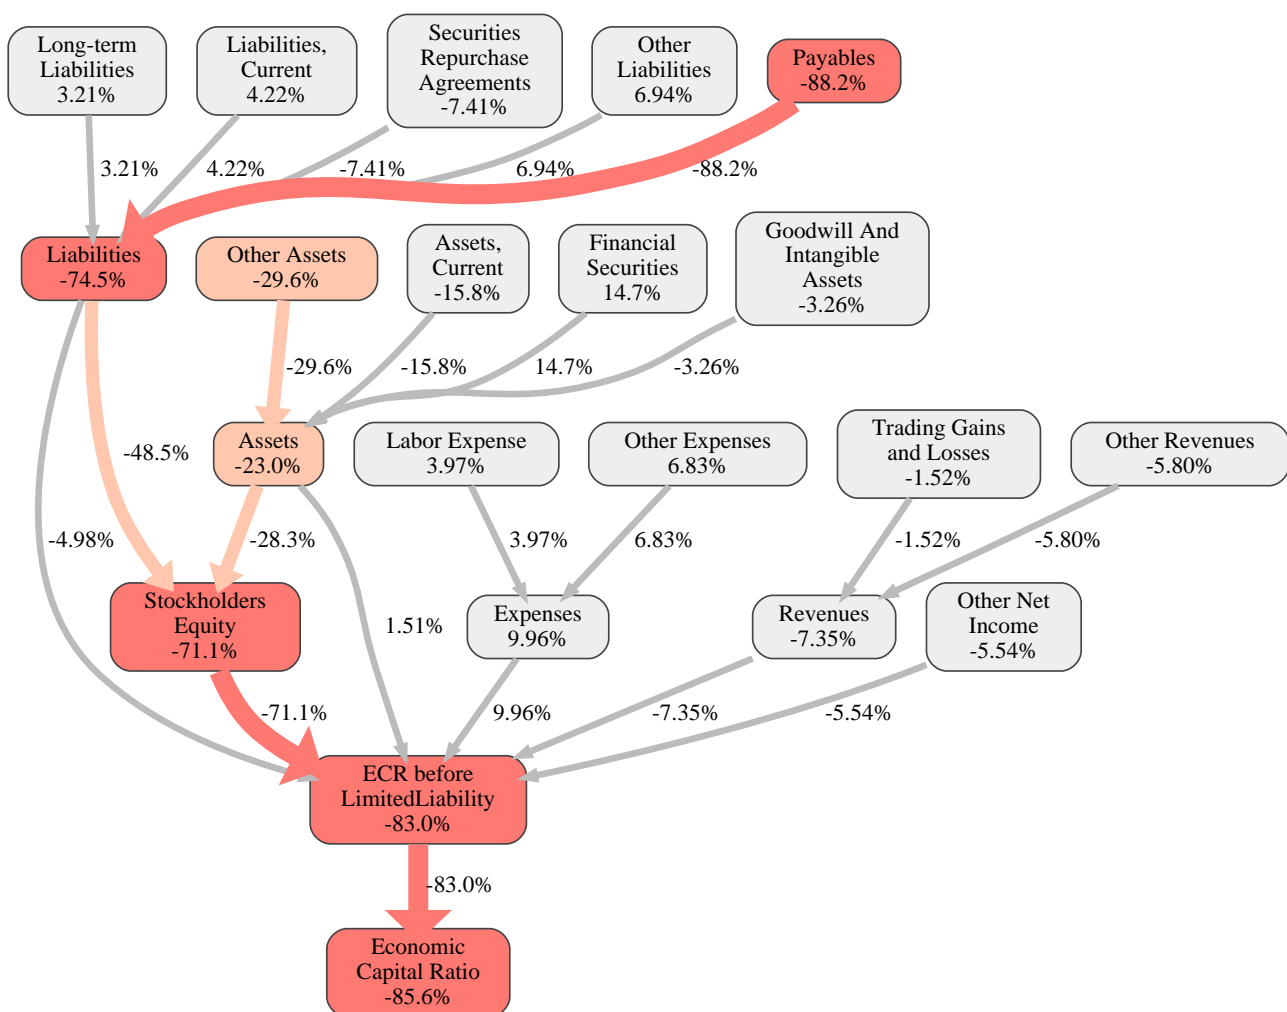 Long-term
Liabilities
3.21%
Liabilities,
Current
4.22%
Securities
Repurchase
Agreements
-7.41%
Other
Liabilities
6.94%
Payables
-88.2%
3.21%
4.22%
-7.41%
6.94%
-88.2%
Liabilities
-74.5%
Other Assets
-29.6%
Assets,
Current
-15.8%
Financial
Securities
14.7%
Goodwill And
Intangible
Assets
-3.26%
-29.6%
-15.8%
14.7%
-3.26%
-48.5%
Assets
-23.0%
Labor Expense
3.97%
Other Expenses
6.83%
Trading Gains
and Losses
-1.52%
Other Revenues
-5.80%
-4.98%
-28.3%
3.97%
6.83%
-1.52%
-5.80%
Stockholders
Equity
-71.1%
1.51%
Expenses
9.96%
Revenues
-7.35%
Other Net
Income
-5.54%
-71.1%
9.96%
-7.35%
-5.54%
ECR before
LimitedLiability
-83.0%
-83.0%
Economic
Capital Ratio
-85.6%